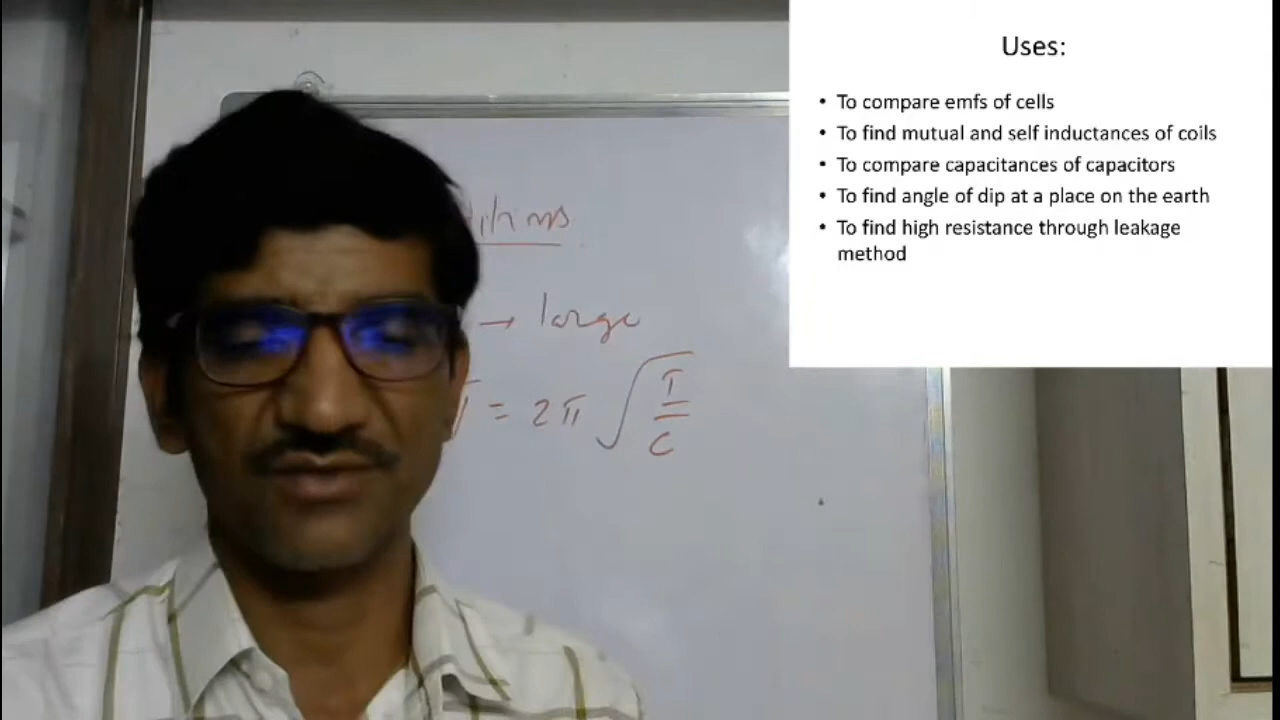 Uses:
• To compare emfs of cells
• To find mutual and self inductances of coils
• To compare capacitances of capacitors
• To find angle of dip at a place on the earth
• To find high resistance through leakage
method
→ large
T = 2π √ I / C